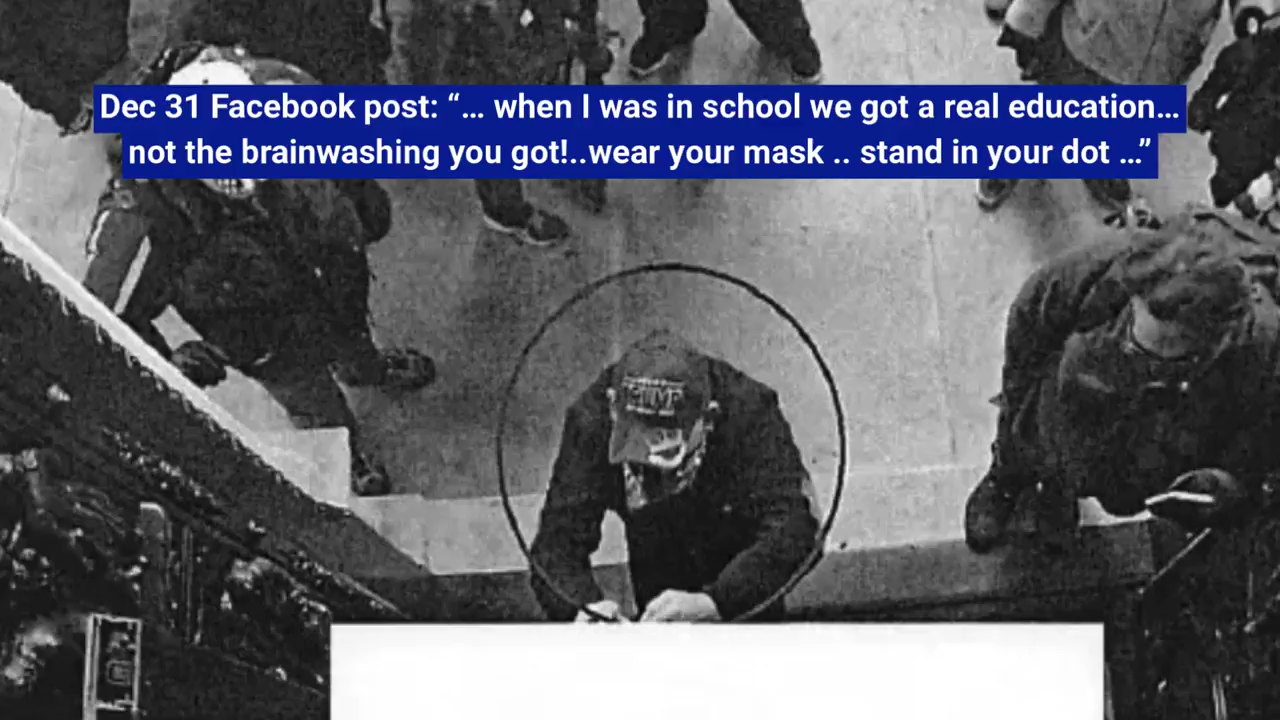 Dec 31 Facebook post: “... when I was in school we got a real education...
not the brainwashing you got!..wear your mask .. stand in your dot ...”
TRUMP